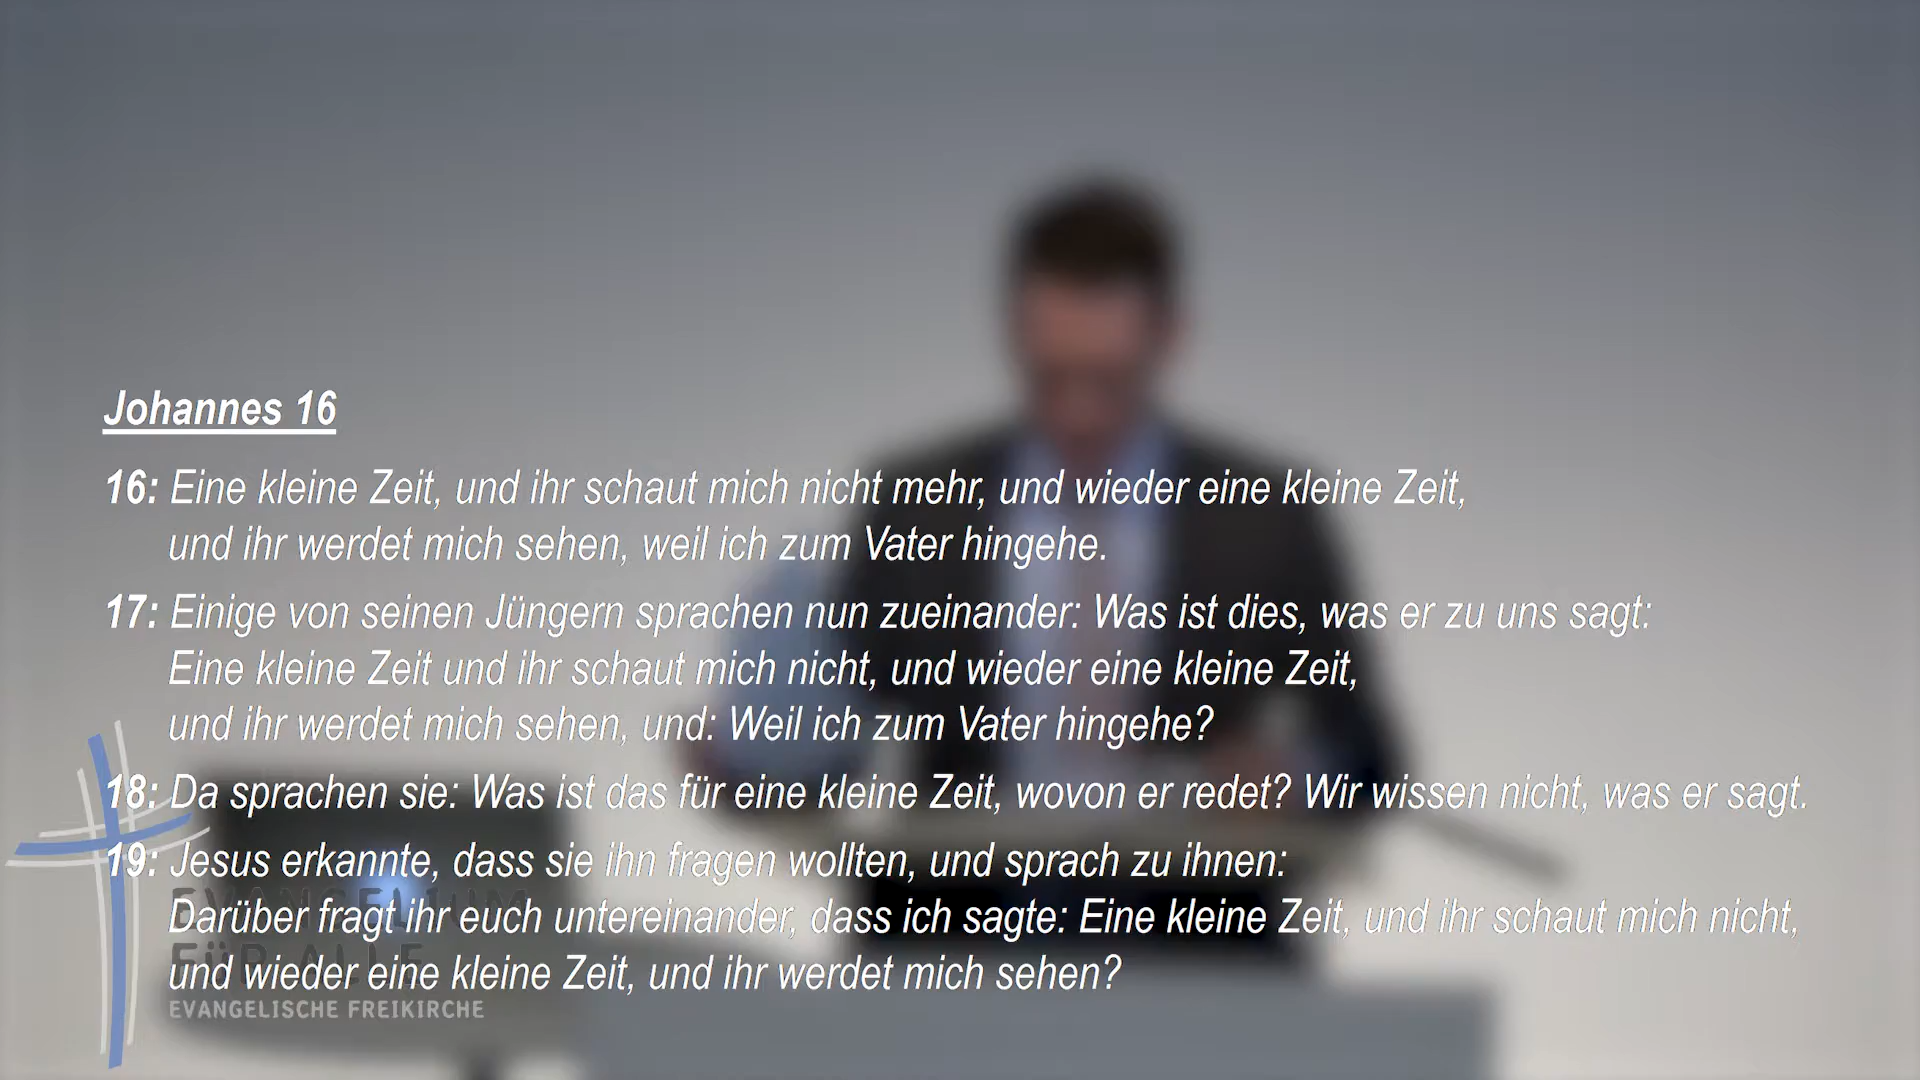 Johannes 16
16: Eine kleine Zeit, und ihr schaut mich nicht mehr, und wieder eine kleine Zeit,
und ihr werdet mich sehen, weil ich zum Vater hingehe.
17: Einige von seinen Jüngern sprachen nun zueinander: Was ist dies, was er zu uns sagt:
Eine kleine Zeit und ihr schaut mich nicht, und wieder eine kleine Zeit,
und ihr werdet mich sehen, und: Weil ich zum Vater hingehe?
18: Da sprachen sie: Was ist das für eine kleine Zeit, wovon er redet? Wir wissen nicht, was er sagt.
19: Jesus erkannte, dass sie ihn fragen wollten, und sprach zu ihnen:
Darüber fragt ihr euch untereinander, dass ich sagte: Eine kleine Zeit, und ihr schaut mich nicht,
und wieder eine kleine Zeit, und ihr werdet mich sehen?
EVANGELIUM
FÜR ALLE
EVANGELISCHE FREIKIRCHE